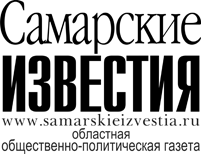 Самарские
ИЗВЕСТИЯ
www.samarskieizvestia.ru
областная
общественно-политическая газета